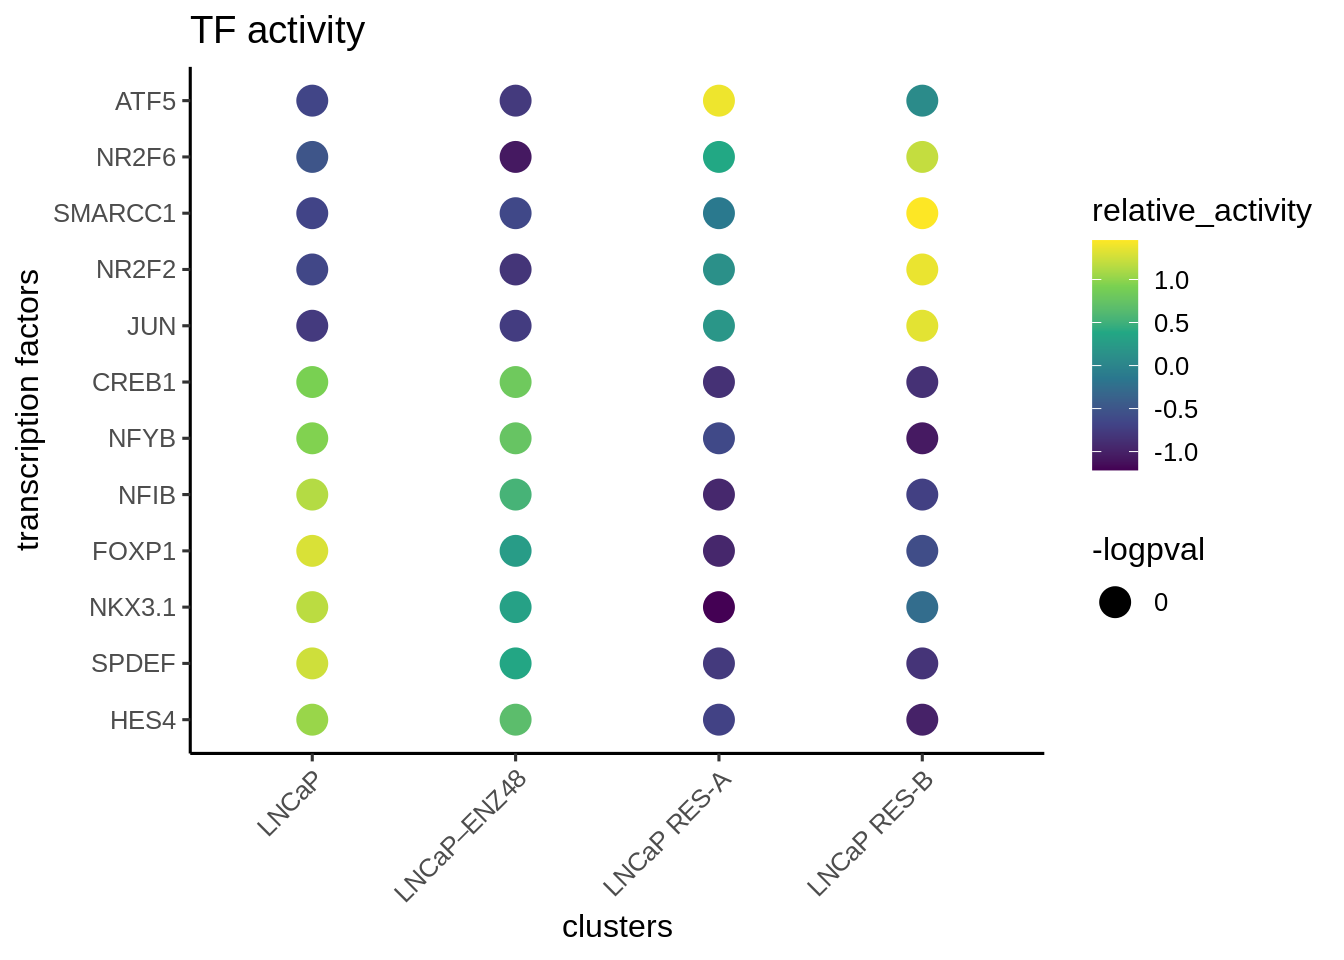 TF activity
transcription factors
ATF5
NR2F6
SMARCC1
NR2F2
JUN
CREB1
NFYB
NFIB
FOXP1
NKX3.1
SPDEF
HES4
LNCaP
LNCaP–ENZ48
LNCaP RES-A
LNCaP RES-B
clusters
relative_activity
1.0
0.5
0.0
-0.5
-1.0
-logpval
0